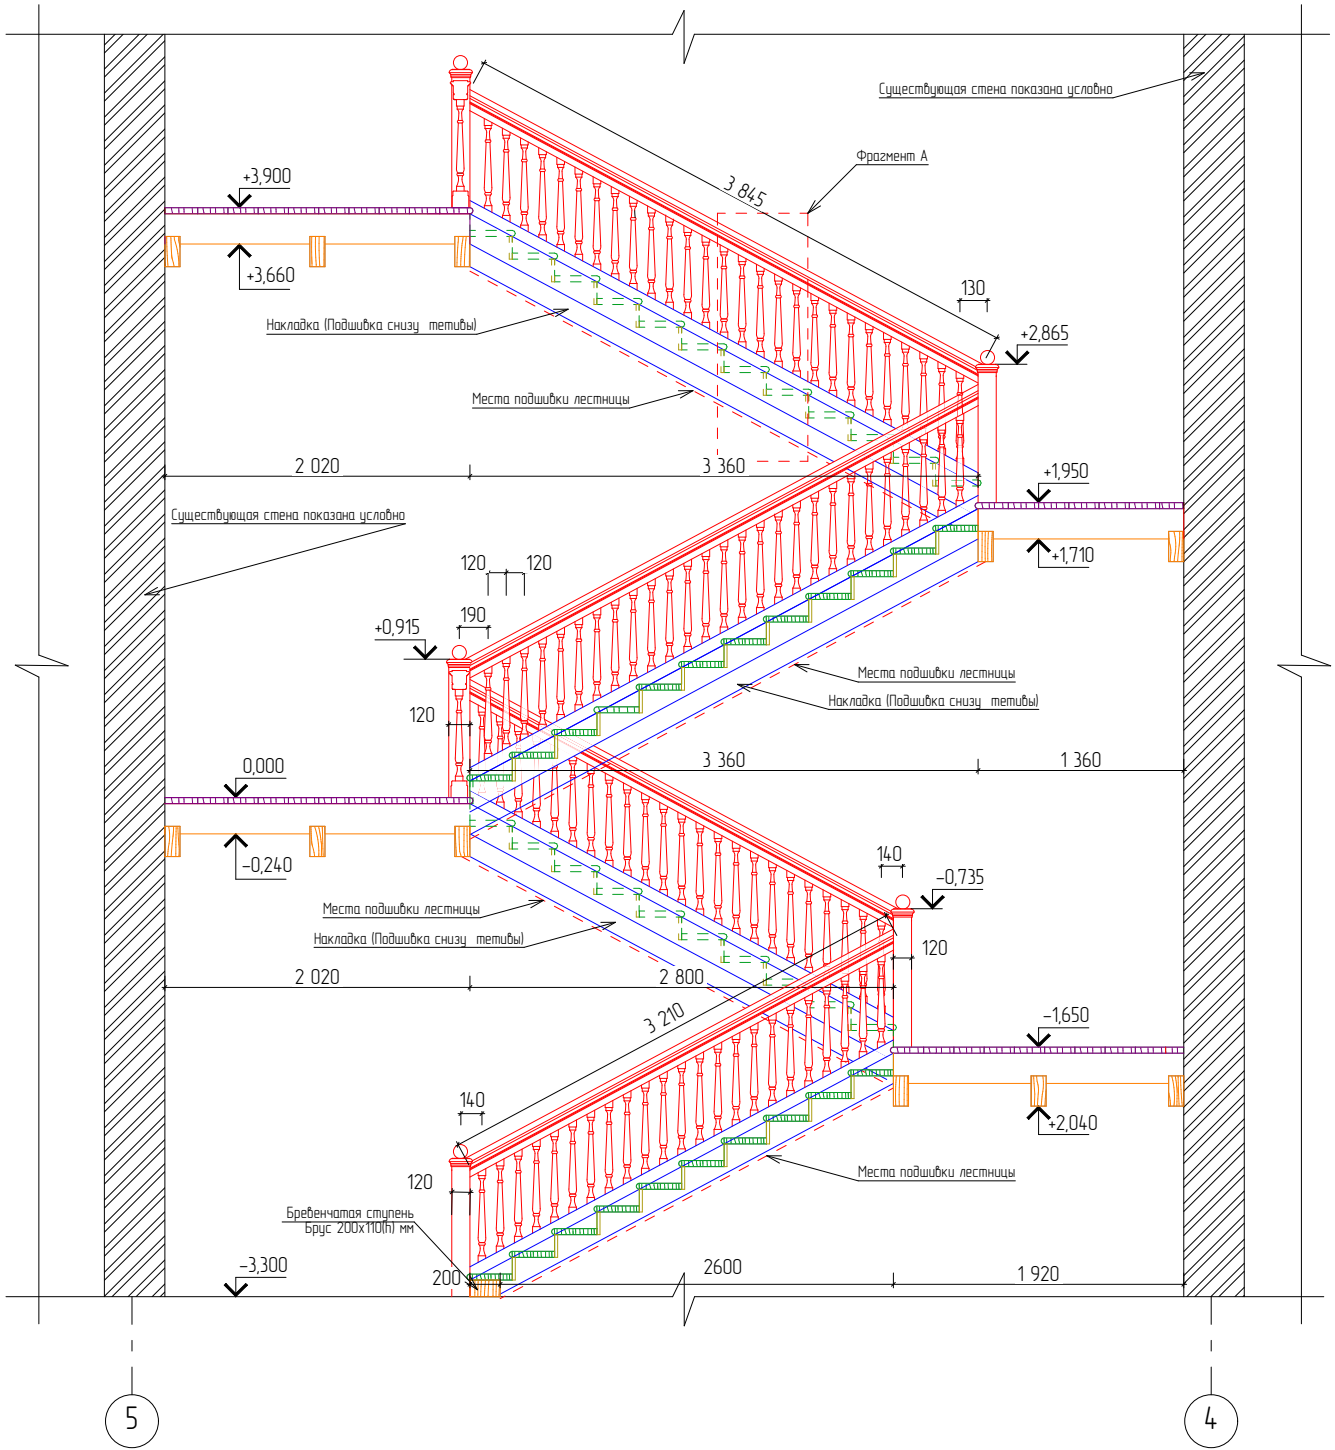 Существующая стена показана условно
Фрагмент А
3 845
+3,900
+3,660
130
+2,865
Накладка (Подшивка снизу тетивы)
Места подшивки лестницы
2 020
3 360
+1,950
Существующая стена показана условно
+1,710
120
120
190
+0,915
Места подшивки лестницы
Накладка (Подшивка снизу тетивы)
120
0,000
3 360
1 360
-0,240
140
-0,735
Места подшивки лестницы
Накладка (Подшивка снизу тетивы)
120
2 020
2 800
3 210
-1,650
140
+2,040
Места подшивки лестницы
120
Бревенчатая ступень
Брус 200х110(h) мм
-3,300
200
2600
1 920
5
4